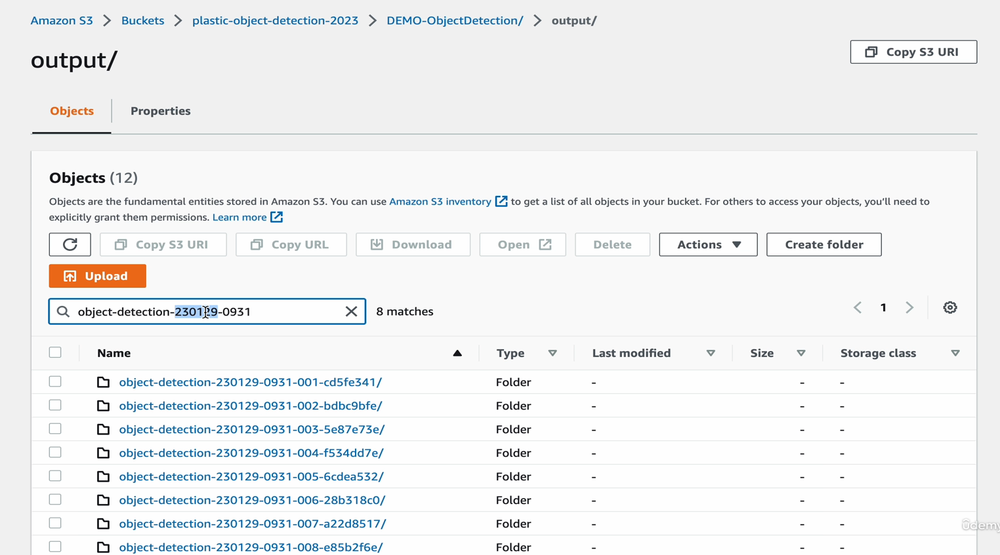 Amazon S3 > Buckets > plastic-object-detection-2023 > DEMO-ObjectDetection/ > output/
output/
Copy S3 URI
Objects
Properties
Objects (12)
Objects are the fundamental entities stored in Amazon S3. You can use Amazon S3 inventory to get a list of all objects in your bucket. For others to access your objects, you’ll need to
explicitly grant them permissions. Learn more
Copy S3 URI Copy URL Download Open Delete Actions Create folder
Upload
object-detection-230129-0931 8 matches 1
Name Type Last modified Size Storage class
object-detection-230129-0931-001-cd5fe341/ Folder - - -
object-detection-230129-0931-002-bdbc9bfe/ Folder - - -
object-detection-230129-0931-003-5e87e73e/ Folder - - -
object-detection-230129-0931-004-f534dd7e/ Folder - - -
object-detection-230129-0931-005-6cdea532/ Folder - - -
object-detection-230129-0931-006-28b318c0/ Folder - - -
object-detection-230129-0931-007-a22d8517/ Folder - - -
ûdemy
object-detection-230129-0931-008-e85b2f6e/ Folder - - -